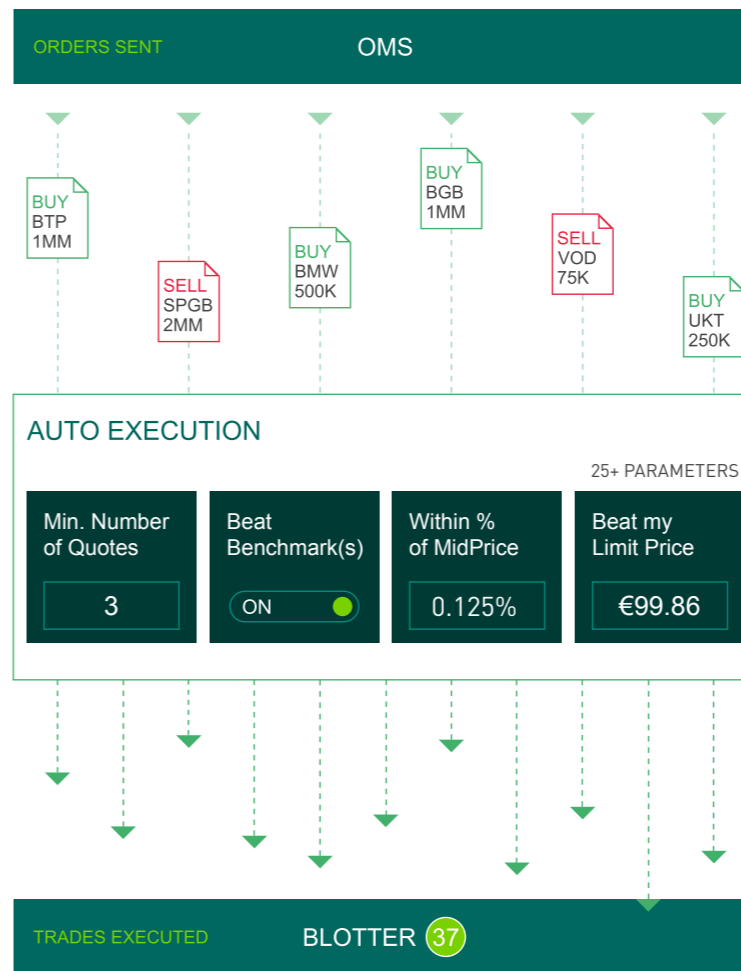 ORDERS SENT
OMS
BUY
BTP
1MM
SELL
SPGB
2MM
BUY
BMW
500K
BUY
BGB
1MM
SELL
VOD
75K
BUY
UKT
250K
AUTO EXECUTION
25+ PARAMETERS
Min. Number
of Quotes
3
Beat
Benchmark(s)
ON
Within %
of MidPrice
0.125%
Beat my
Limit Price
€99.86
TRADES EXECUTED
BLOTTER 37